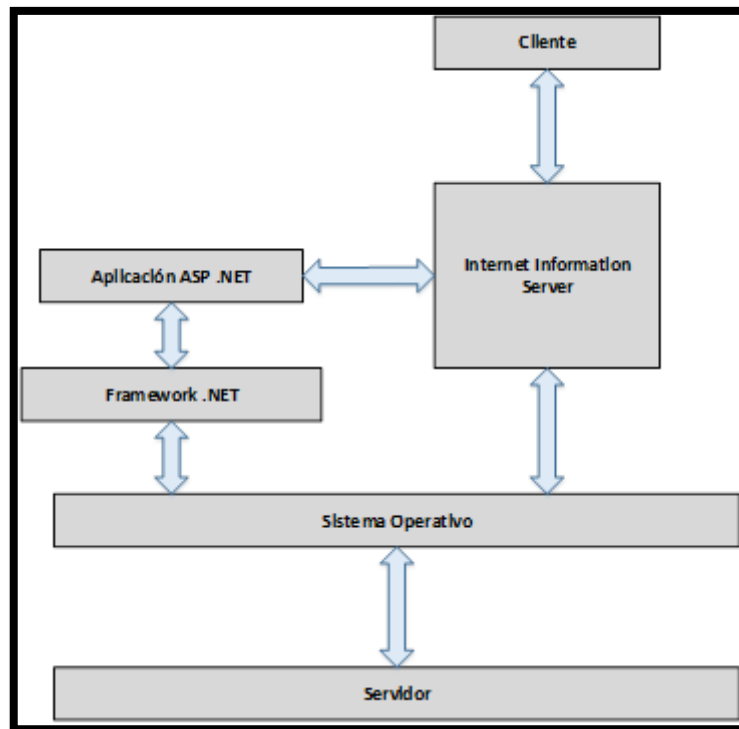 Cliente
Internet Information
Server
Aplicación ASP .NET
Framework .NET
Sistema Operativo
Servidor